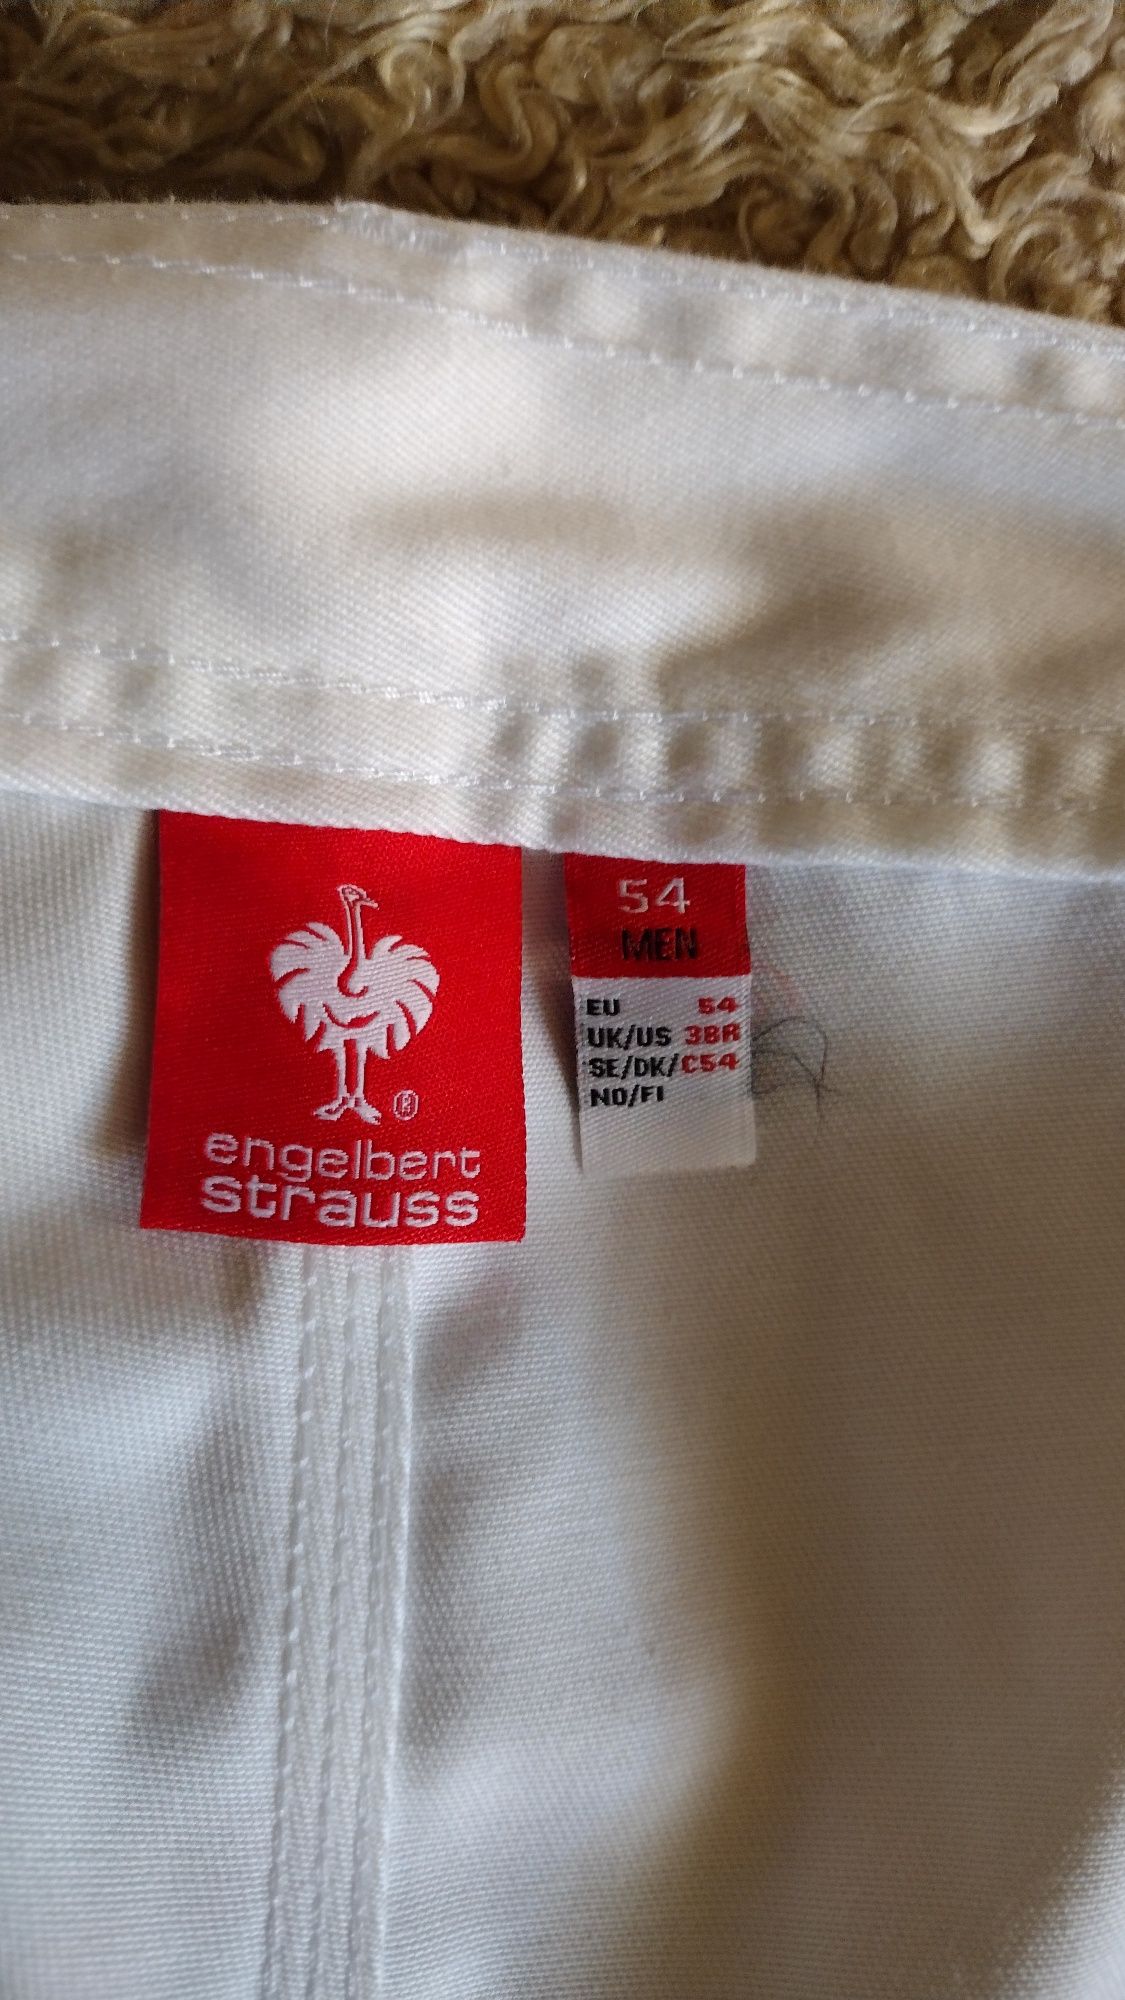 engelbert
strauss
®
54
MEN
EU 54
UK/US 38R
SE/DK/ C54
NO/FI